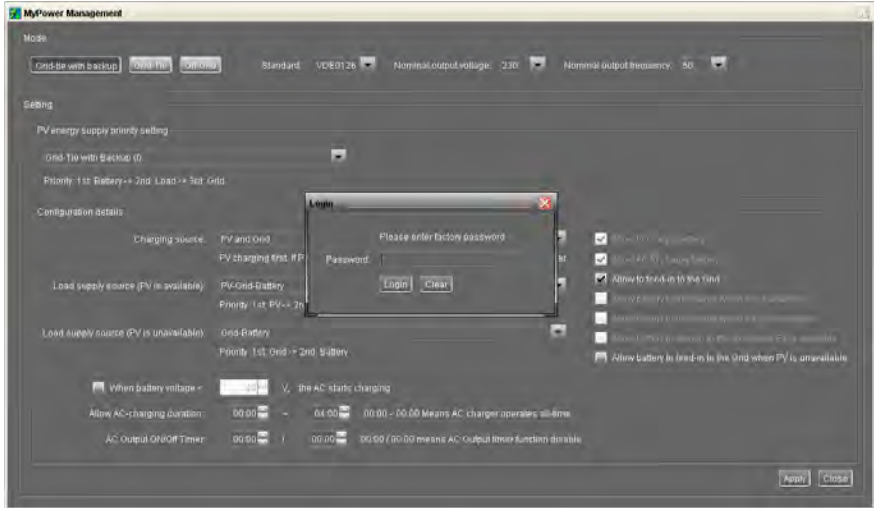 MyPower Management
Mode
Grid-tie with backup Grid-Tie Off-Grid Standard: VDE0126 Nominal output voltage: 230 Nominal output frequency: 50
Setting
PV energy supply priority setting
Grid-Tie with Backup (I)
Priority: 1st: Battery-> 2nd: Load-> 3rd: Grid
Login
Configuration details
Please enter factory password
Charging source: PV and Grid
PV charging first. If P
Password:
Allow to feed-in to the Grid
Login Clear
Load supply source (PV is available): PV-Grid-Battery
Priority: 1st: PV-> 2n
Load supply source (PV is unavailable): Grid-Battery
Priority: 1st: Grid-> 2nd: Battery
Allow battery to feed-in to the Grid when PV is unavailable
When battery voltage < V, the AC starts charging
Allow AC-charging duration: 00:00 ~ 04:00 00:00 - 00:00 Means AC charger operates all-time
AC Output ON/Off Timer: 00:00 / 00:00 00:00 / 00:00 means AC Output timer function disable
Apply Close